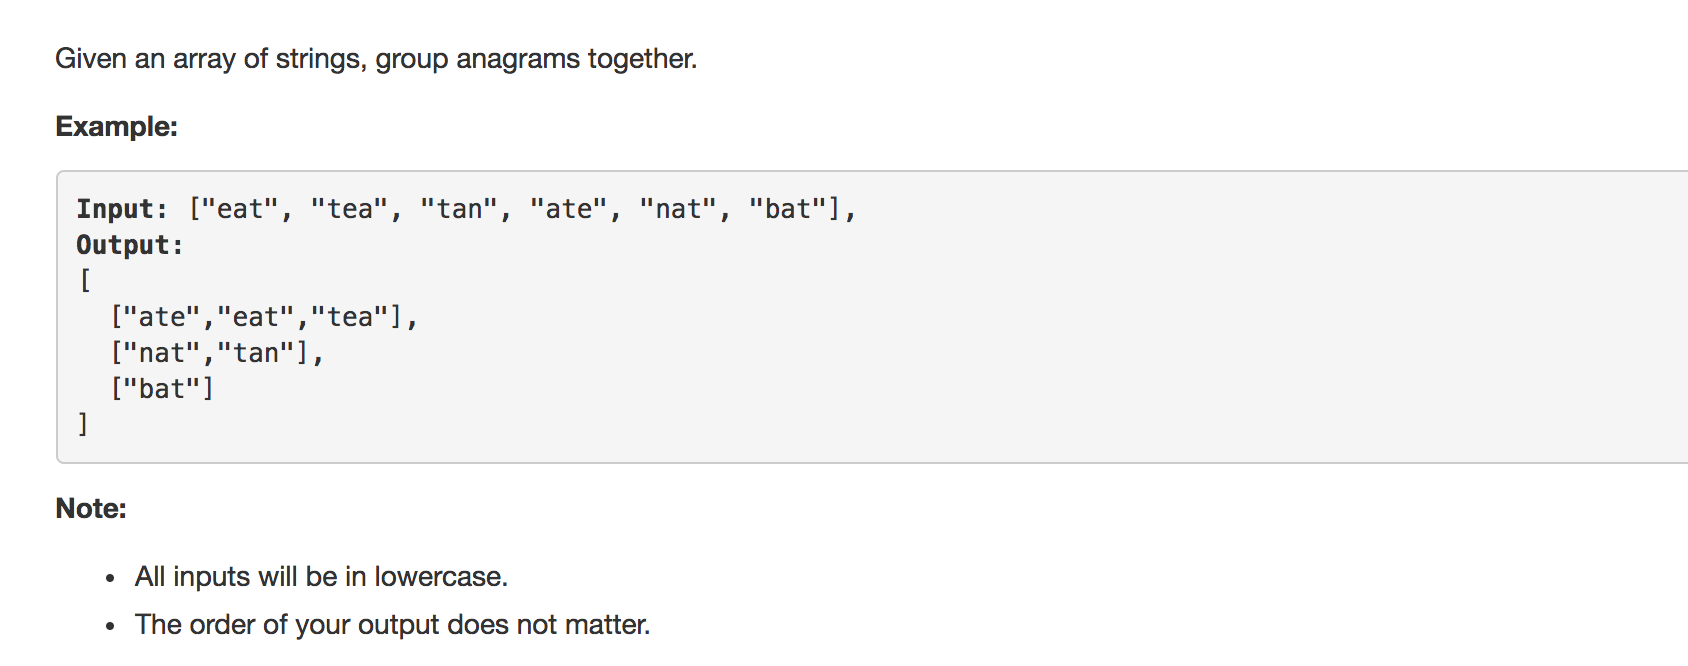 Given an array of strings, group anagrams together.
Example:
Input: ["eat", "tea", "tan", "ate", "nat", "bat"],
Output:
[
  ["ate","eat","tea"],
  ["nat","tan"],
  ["bat"]
]
Note:
• All inputs will be in lowercase.
• The order of your output does not matter.